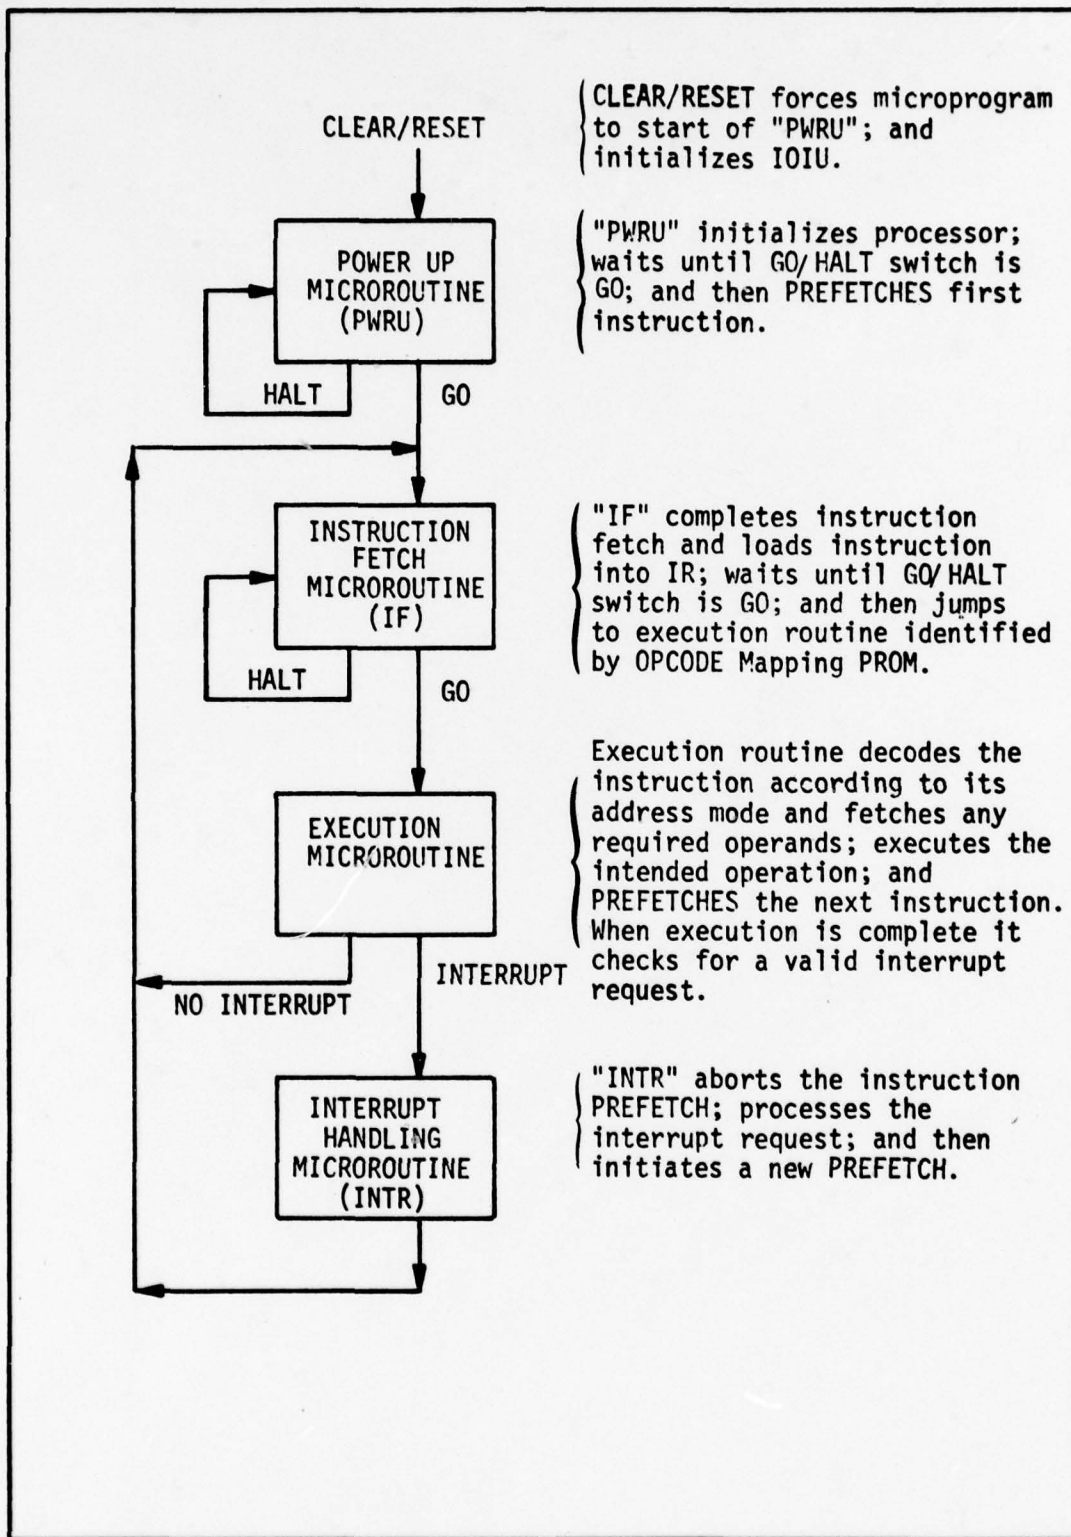 CLEAR/RESET
CLEAR/RESET forces microprogram
to start of "PWRU"; and
initializes IOIU.
POWER UP
MICROROUTINE
(PWRU)
"PWRU" initializes processor;
waits until GO/HALT switch is
GO; and then PREFETCHES first
instruction.
HALT
GO
INSTRUCTION
FETCH
MICROROUTINE
(IF)
"IF" completes instruction
fetch and loads instruction
into IR; waits until GO/HALT
switch is GO; and then jumps
to execution routine identified
by OPCODE Mapping PROM.
HALT
GO
EXECUTION
MICROROUTINE
Execution routine decodes the
instruction according to its
address mode and fetches any
required operands; executes the
intended operation; and
PREFETCHES the next instruction.
When execution is complete it
checks for a valid interrupt
request.
INTERRUPT
NO INTERRUPT
INTERRUPT
HANDLING
MICROROUTINE
(INTR)
"INTR" aborts the instruction
PREFETCH; processes the
interrupt request; and then
initiates a new PREFETCH.